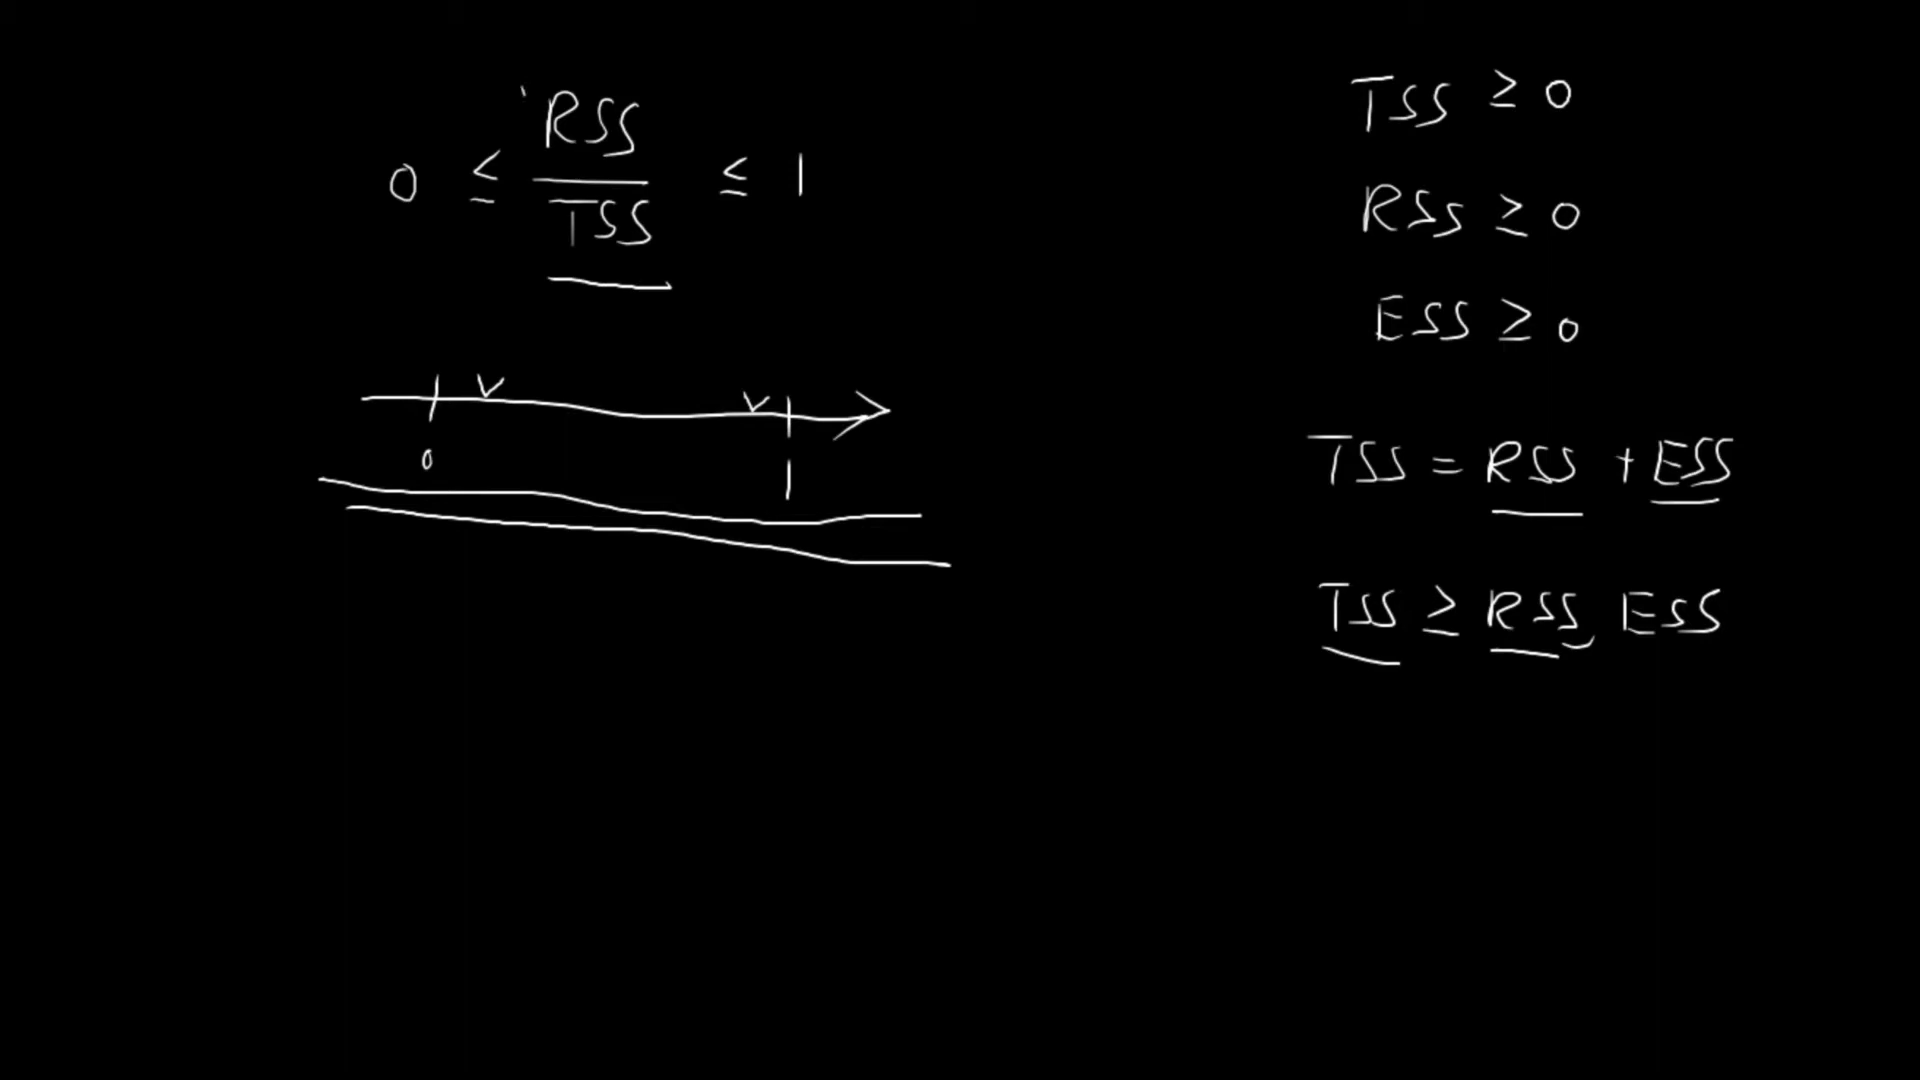 0 ≤ RSS / TSS ≤ 1
0 1
TSS ≥ 0
RSS ≥ 0
ESS ≥ 0
TSS = RSS + ESS
TSS ≥ RSS, ESS